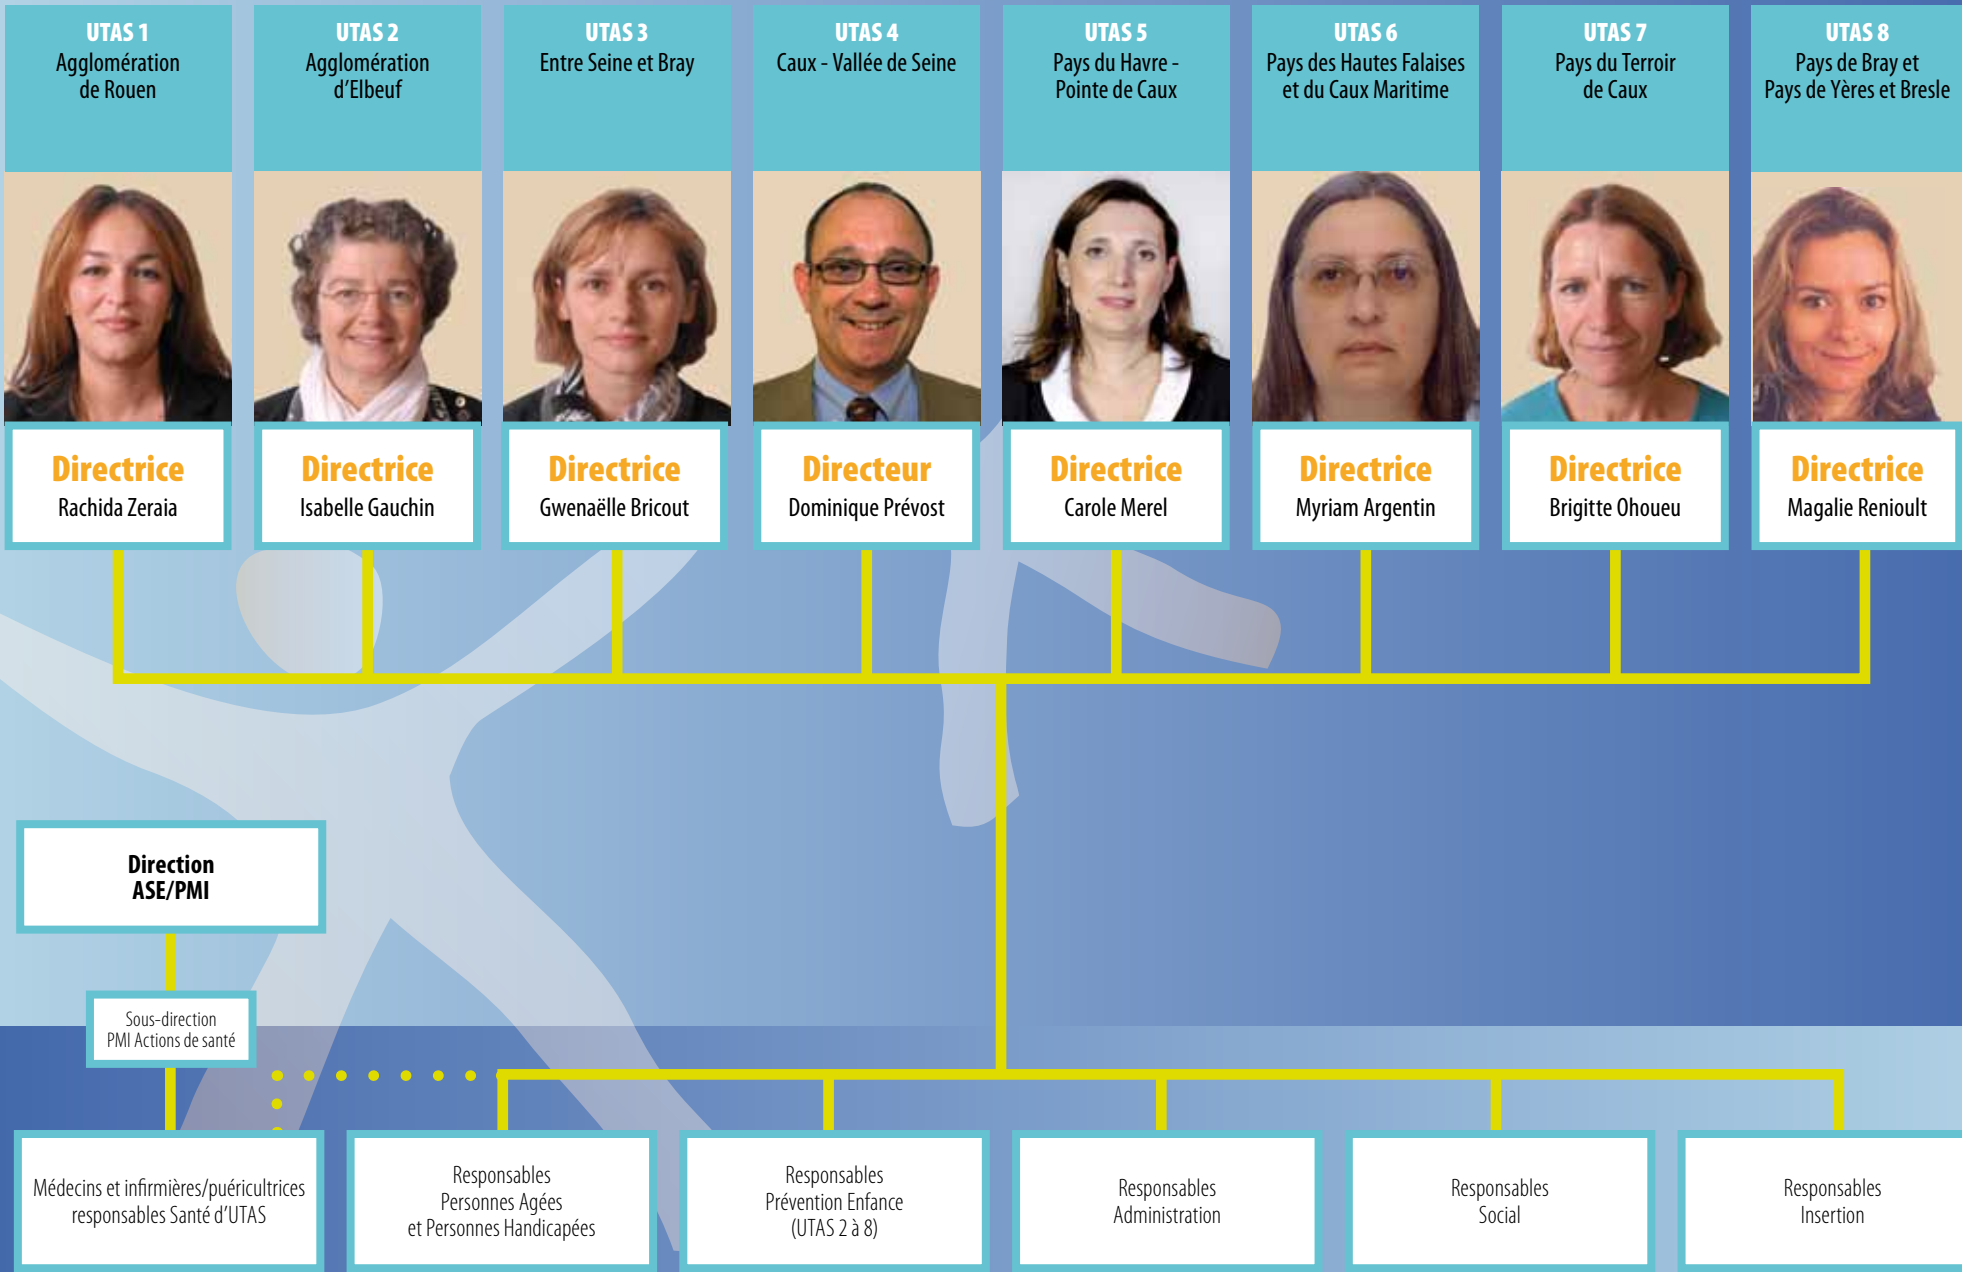 UTAS 1
Agglomération
de Rouen
UTAS 2
Agglomération
d'Elbeuf
UTAS 3
Entre Seine et Bray
UTAS 4
Caux - Vallée de Seine
UTAS 5
Pays du Havre -
Pointe de Caux
UTAS 6
Pays des Hautes Falaises
et du Caux Maritime
UTAS 7
Pays du Terroir
de Caux
UTAS 8
Pays de Bray et
Pays de Yères et Bresle
Directrice
Rachida Zeraia
Directrice
Isabelle Gauchin
Directrice
Gwenaëlle Bricout
Directeur
Dominique Prévost
Directrice
Carole Merel
Directrice
Myriam Argentin
Directrice
Brigitte Ohoueu
Directrice
Magalie Renioult
Direction
ASE/PMI
Sous-direction
PMI Actions de santé
Médecins et infirmières/puéricultrices
responsables Santé d'UTAS
Responsables
Personnes Agées
et Personnes Handicapées
Responsables
Prévention Enfance
(UTAS 2 à 8)
Responsables
Administration
Responsables
Social
Responsables
Insertion